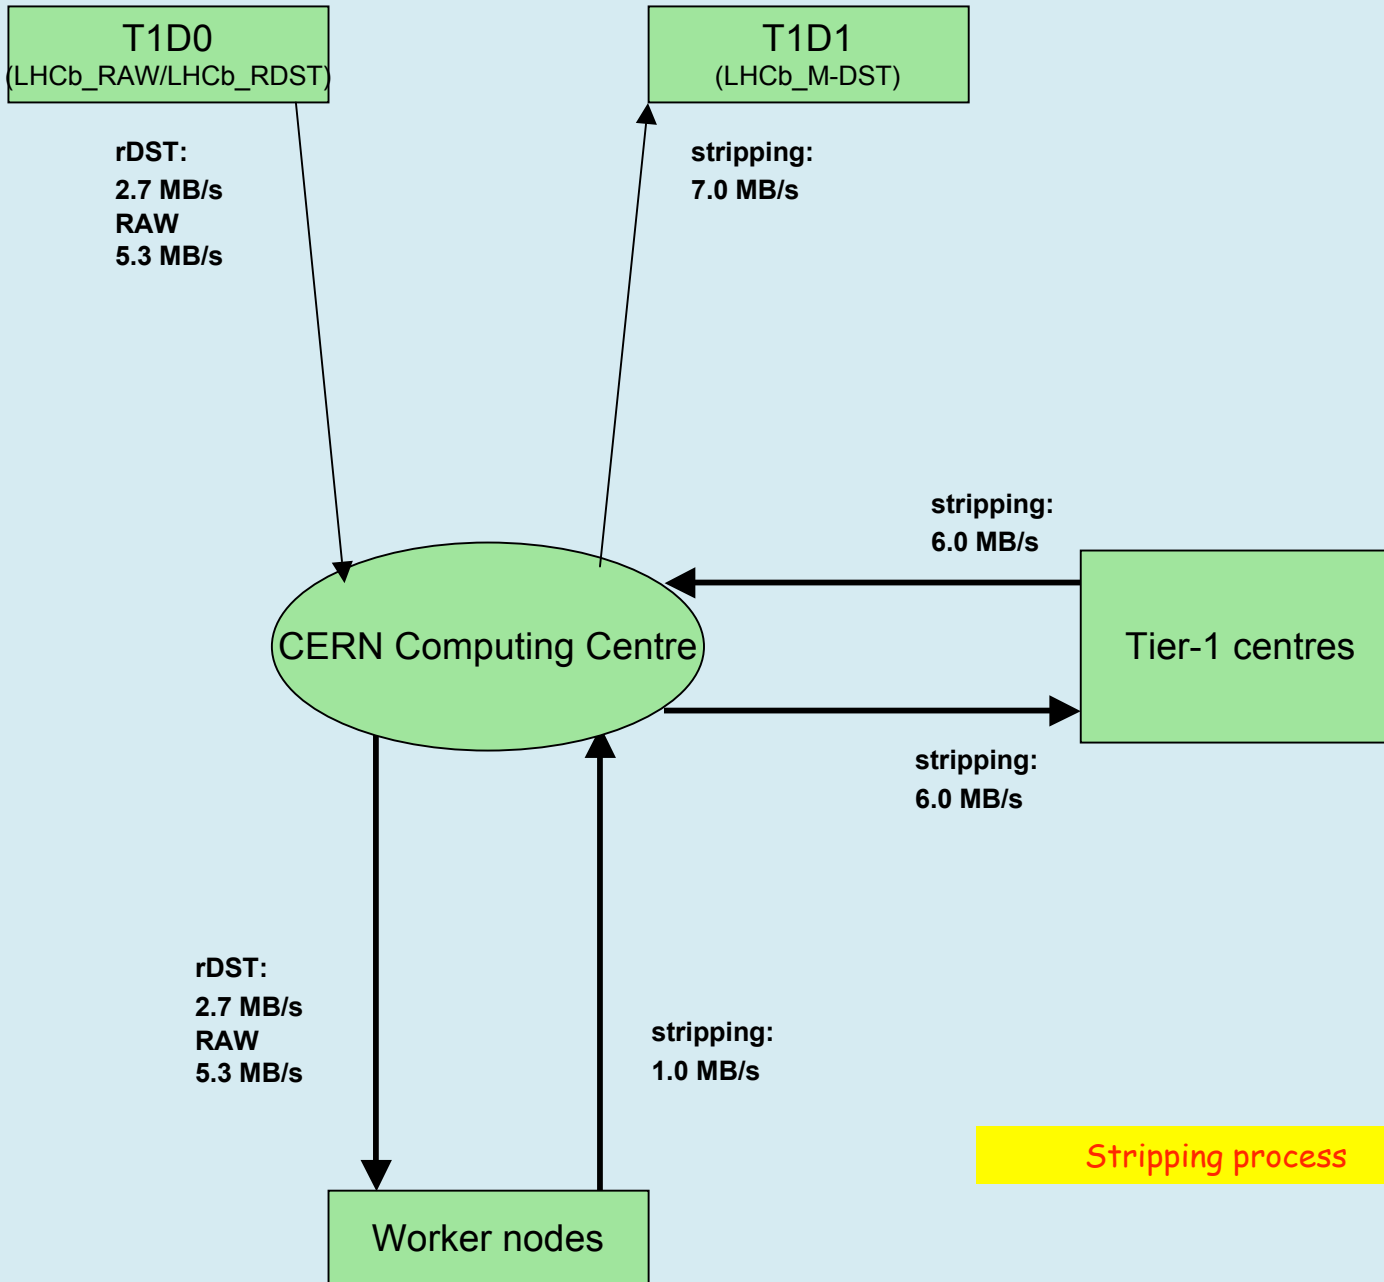 T1D0
(LHCb_RAW/LHCb_RDST)
T1D1
(LHCb_M-DST)
rDST:
2.7 MB/s
RAW
5.3 MB/s
stripping:
7.0 MB/s
stripping:
6.0 MB/s
CERN Computing Centre
Tier-1 centres
stripping:
6.0 MB/s
rDST:
2.7 MB/s
RAW
5.3 MB/s
stripping:
1.0 MB/s
Stripping process
Worker nodes